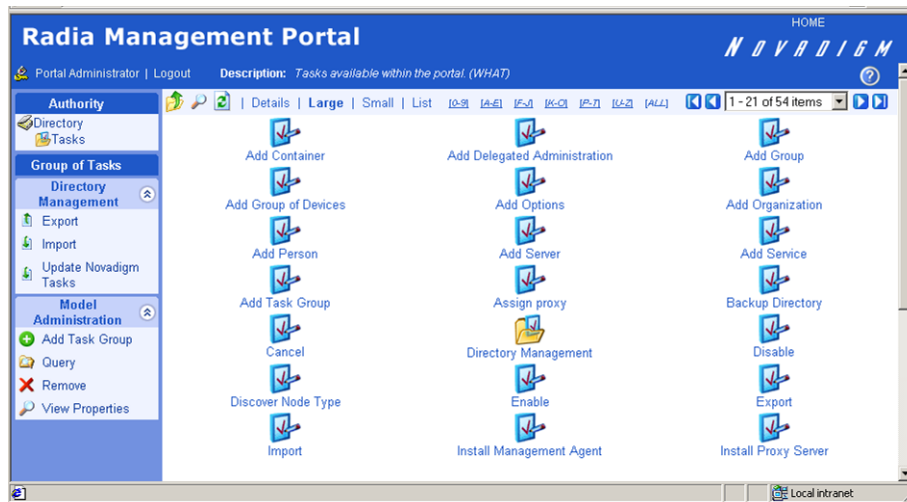 HOME
Radia Management Portal
NOVADIGM
Portal Administrator | Logout Description: Tasks available within the portal. (WHAT)
Authority
Directory
Tasks
Group of Tasks
Directory Management
Export
Import
Update Novadigm Tasks
Model Administration
Add Task Group
Query
Remove
View Properties
| Details | Large | Small | List [0-9] [A-E] [F-J] [K-O] [P-T] [U-Z] [ALL] 1 - 21 of 54 items
Add Container Add Delegated Administration Add Group
Add Group of Devices Add Options Add Organization
Add Person Add Server Add Service
Add Task Group Assign proxy Backup Directory
Cancel Directory Management Disable
Discover Node Type Enable Export
Import Install Management Agent Install Proxy Server
Local intranet